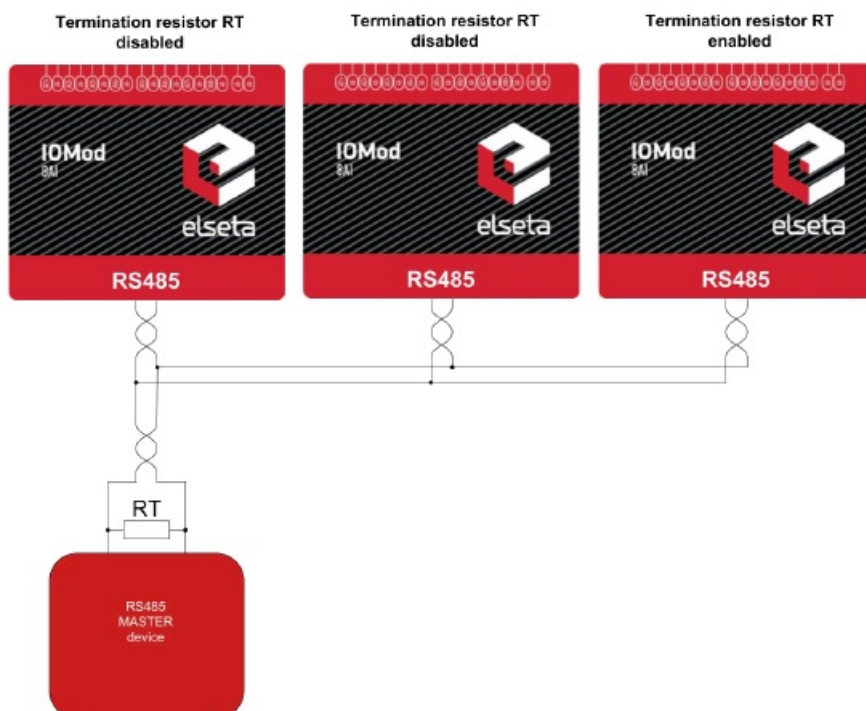 Termination resistor RT
disabled
Termination resistor RT
disabled
Termination resistor RT
enabled
IOMod
8AI
elseta
RS485
IOMod
8AI
elseta
RS485
IOMod
8AI
elseta
RS485
RT
RS485
MASTER
device